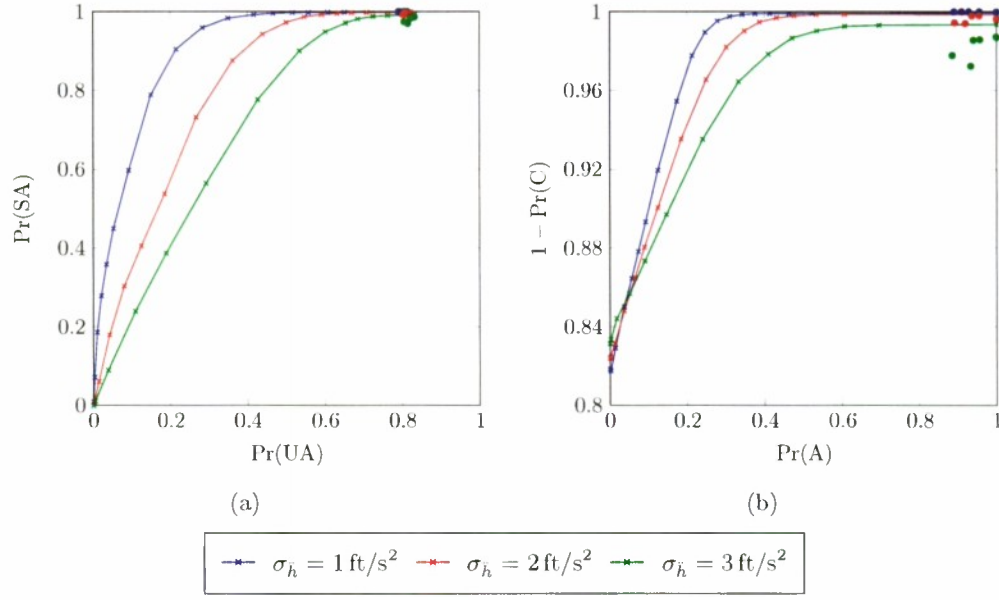 1
0.8
0.6
0.4
0.2
0
Pr(SA)
0 0.2 0.4 0.6 0.8 1
Pr(UA)
(a)
1
0.96
0.92
0.88
0.84
0.8
1 − Pr(C)
0 0.2 0.4 0.6 0.8 1
Pr(A)
(b)
σ_ḧ = 1 ft/s² σ_ḧ = 2 ft/s² σ_ḧ = 3 ft/s²